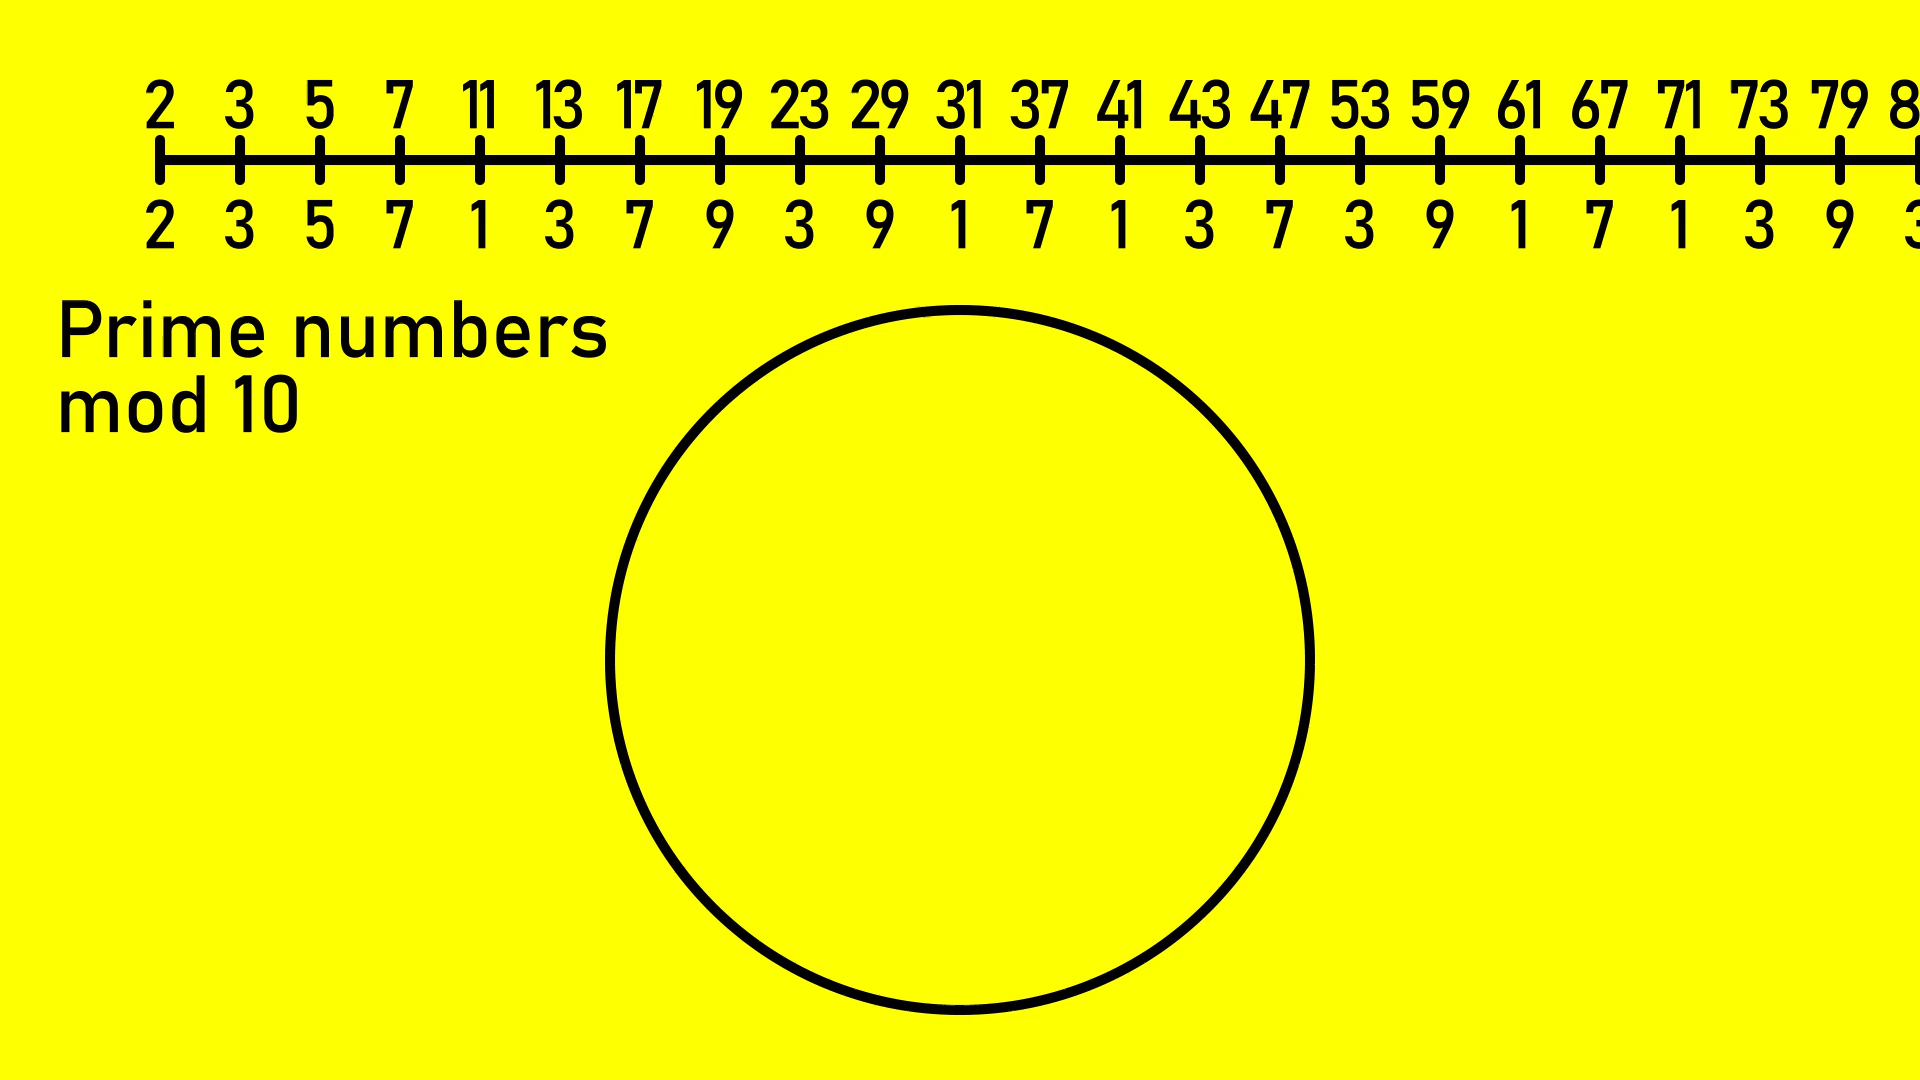 2 3 5 7 11 13 17 19 23 29 31 37 41 43 47 53 59 61 67 71 73 79 8
2 3 5 7 1 3 7 9 3 9 1 7 1 3 7 3 9 1 7 1 3 9 3
Prime numbers
mod 10